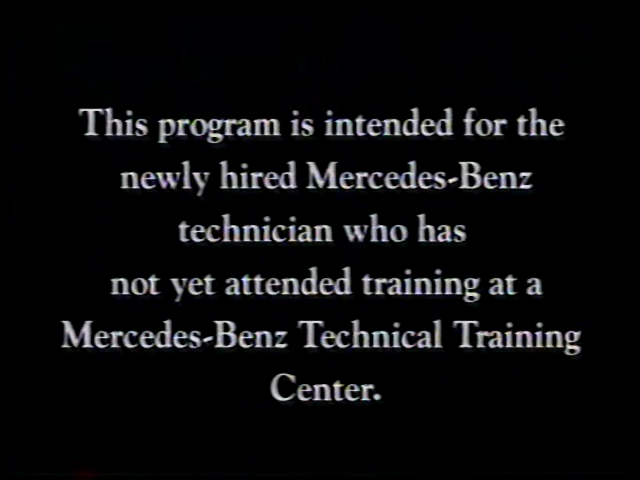 This program is intended for the
newly hired Mercedes-Benz
technician who has
not yet attended training at a
Mercedes-Benz Technical Training
Center.